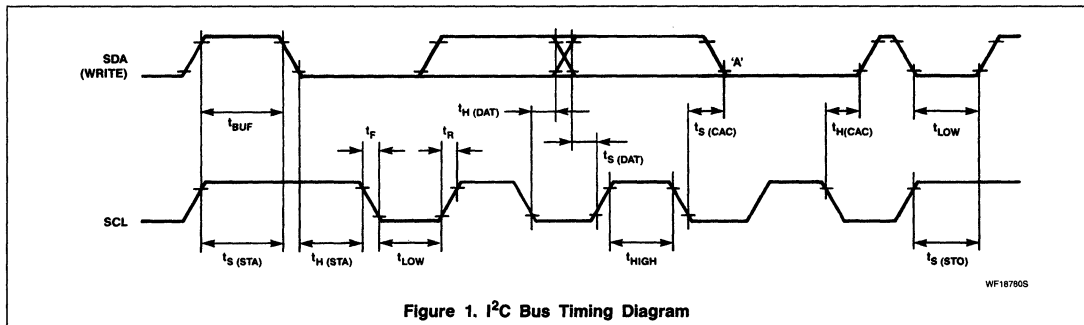 SDA
(WRITE)
'A'
tBUF
tF
tR
tH (DAT)
tS (DAT)
tS (CAC)
tH(CAC)
tLOW
SCL
tS (STA)
tH (STA)
tLOW
tHIGH
tS (STO)
WF18780S
Figure 1. I²C Bus Timing Diagram